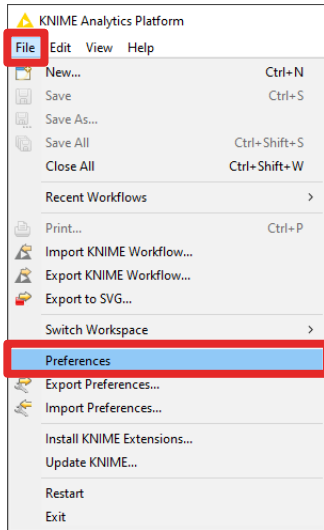 KNIME Analytics Platform
File Edit View Help
New... Ctrl+N
Save Ctrl+S
Save As...
Save All Ctrl+Shift+S
Close All Ctrl+Shift+W
Recent Workflows >
Print... Ctrl+P
Import KNIME Workflow...
Export KNIME Workflow...
Export to SVG...
Switch Workspace >
Preferences
Export Preferences...
Import Preferences...
Install KNIME Extensions...
Update KNIME...
Restart
Exit